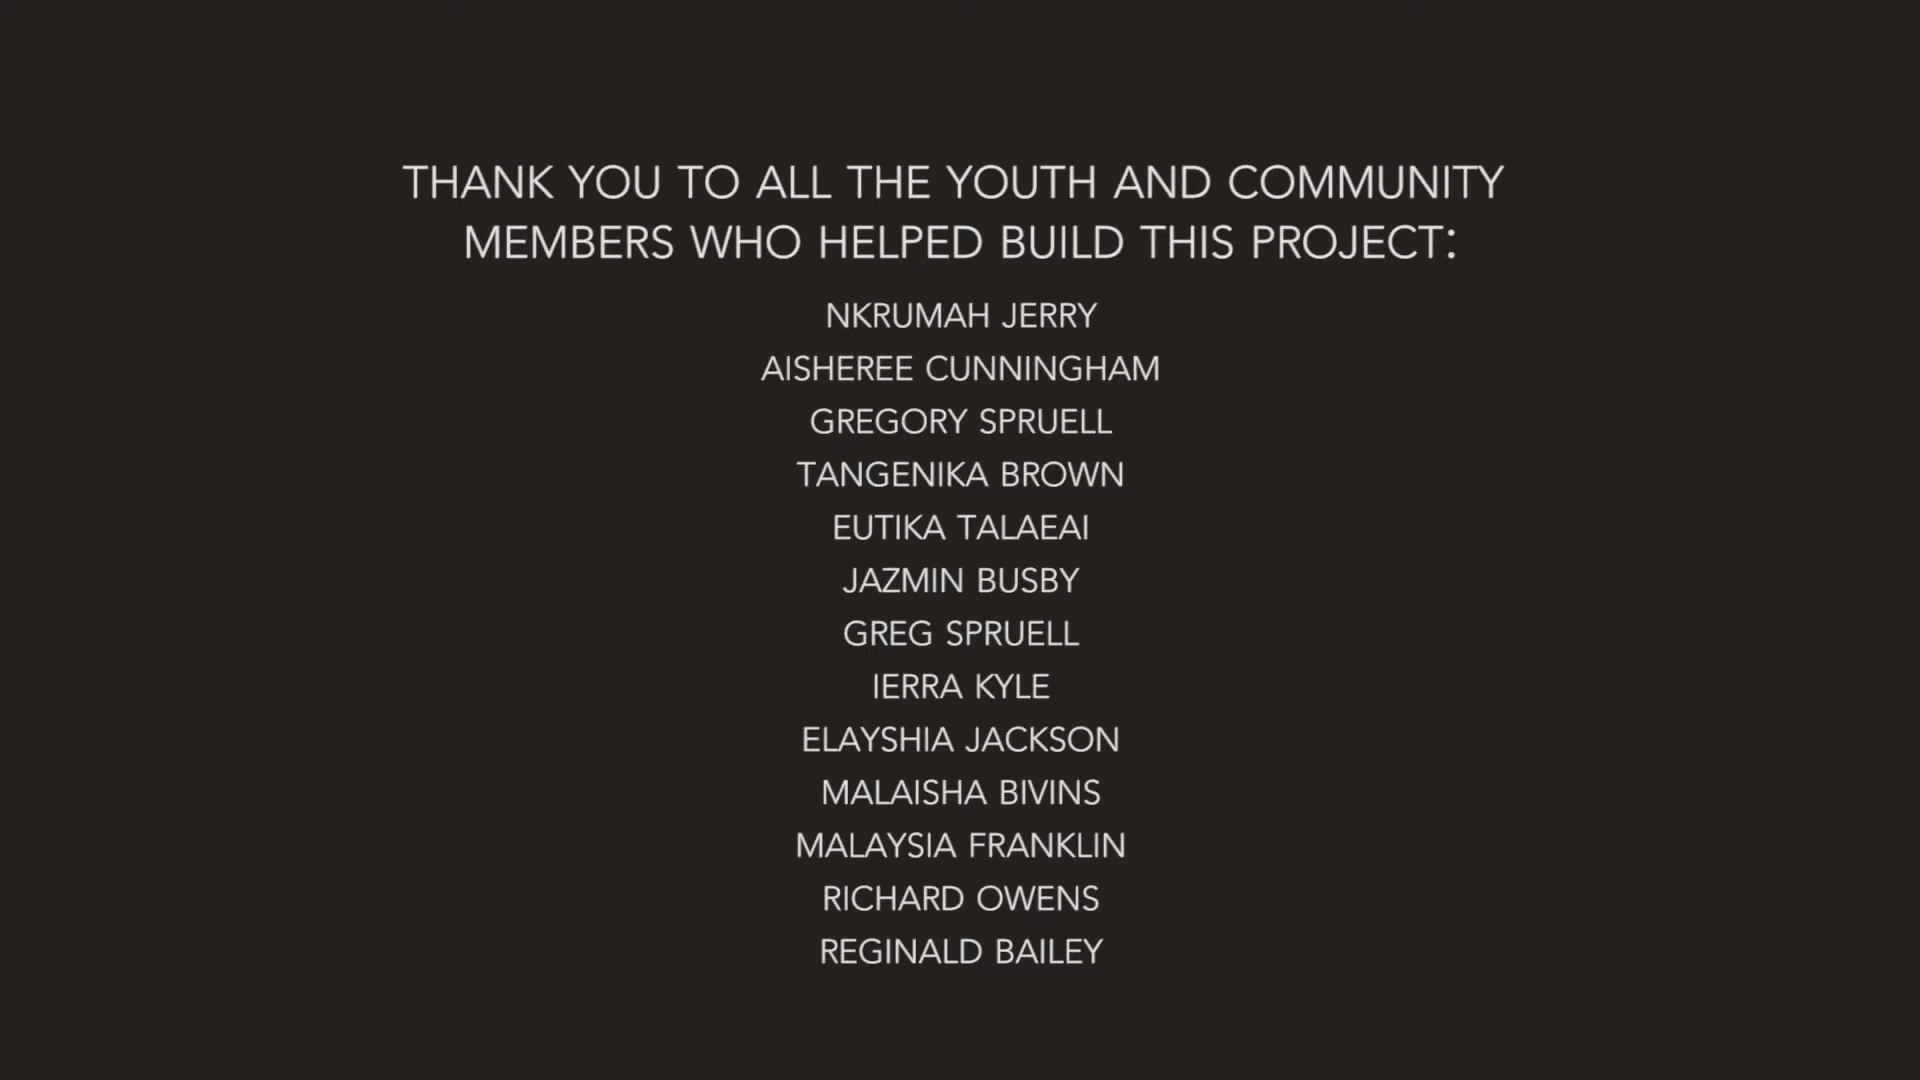 THANK YOU TO ALL THE YOUTH AND COMMUNITY
MEMBERS WHO HELPED BUILD THIS PROJECT:
NKRUMAH JERRY
AISHEREE CUNNINGHAM
GREGORY SPRUELL
TANGENIKA BROWN
EUTIKA TALAEAI
JAZMIN BUSBY
GREG SPRUELL
IERRA KYLE
ELAYSHIA JACKSON
MALAISHA BIVINS
MALAYSIA FRANKLIN
RICHARD OWENS
REGINALD BAILEY